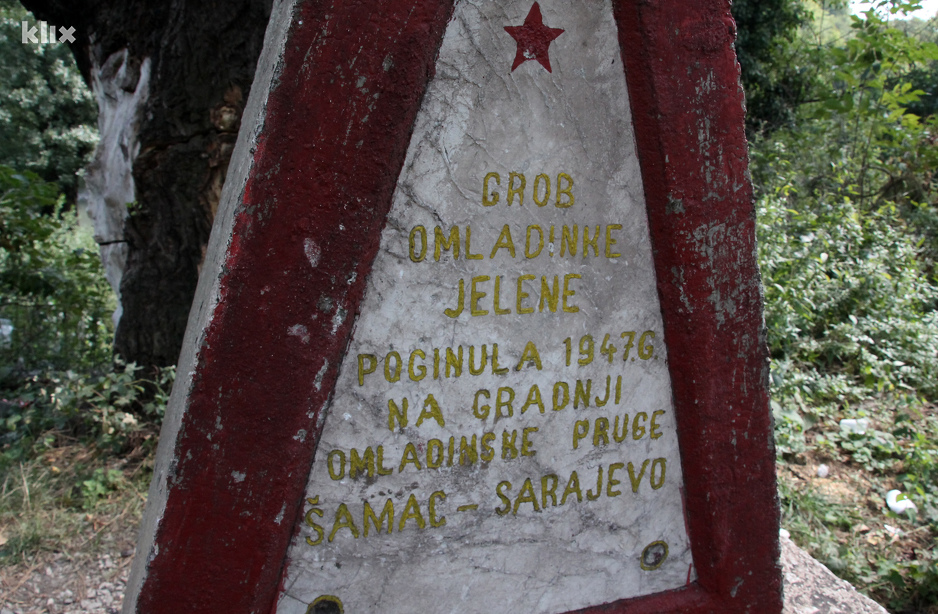 klix
GROB
OMLADINKE
JELENE
POGINULA 1947.G.
NA GRADNJI
OMLADINSKE PRUGE
ŠAMAC - SARAJEVO